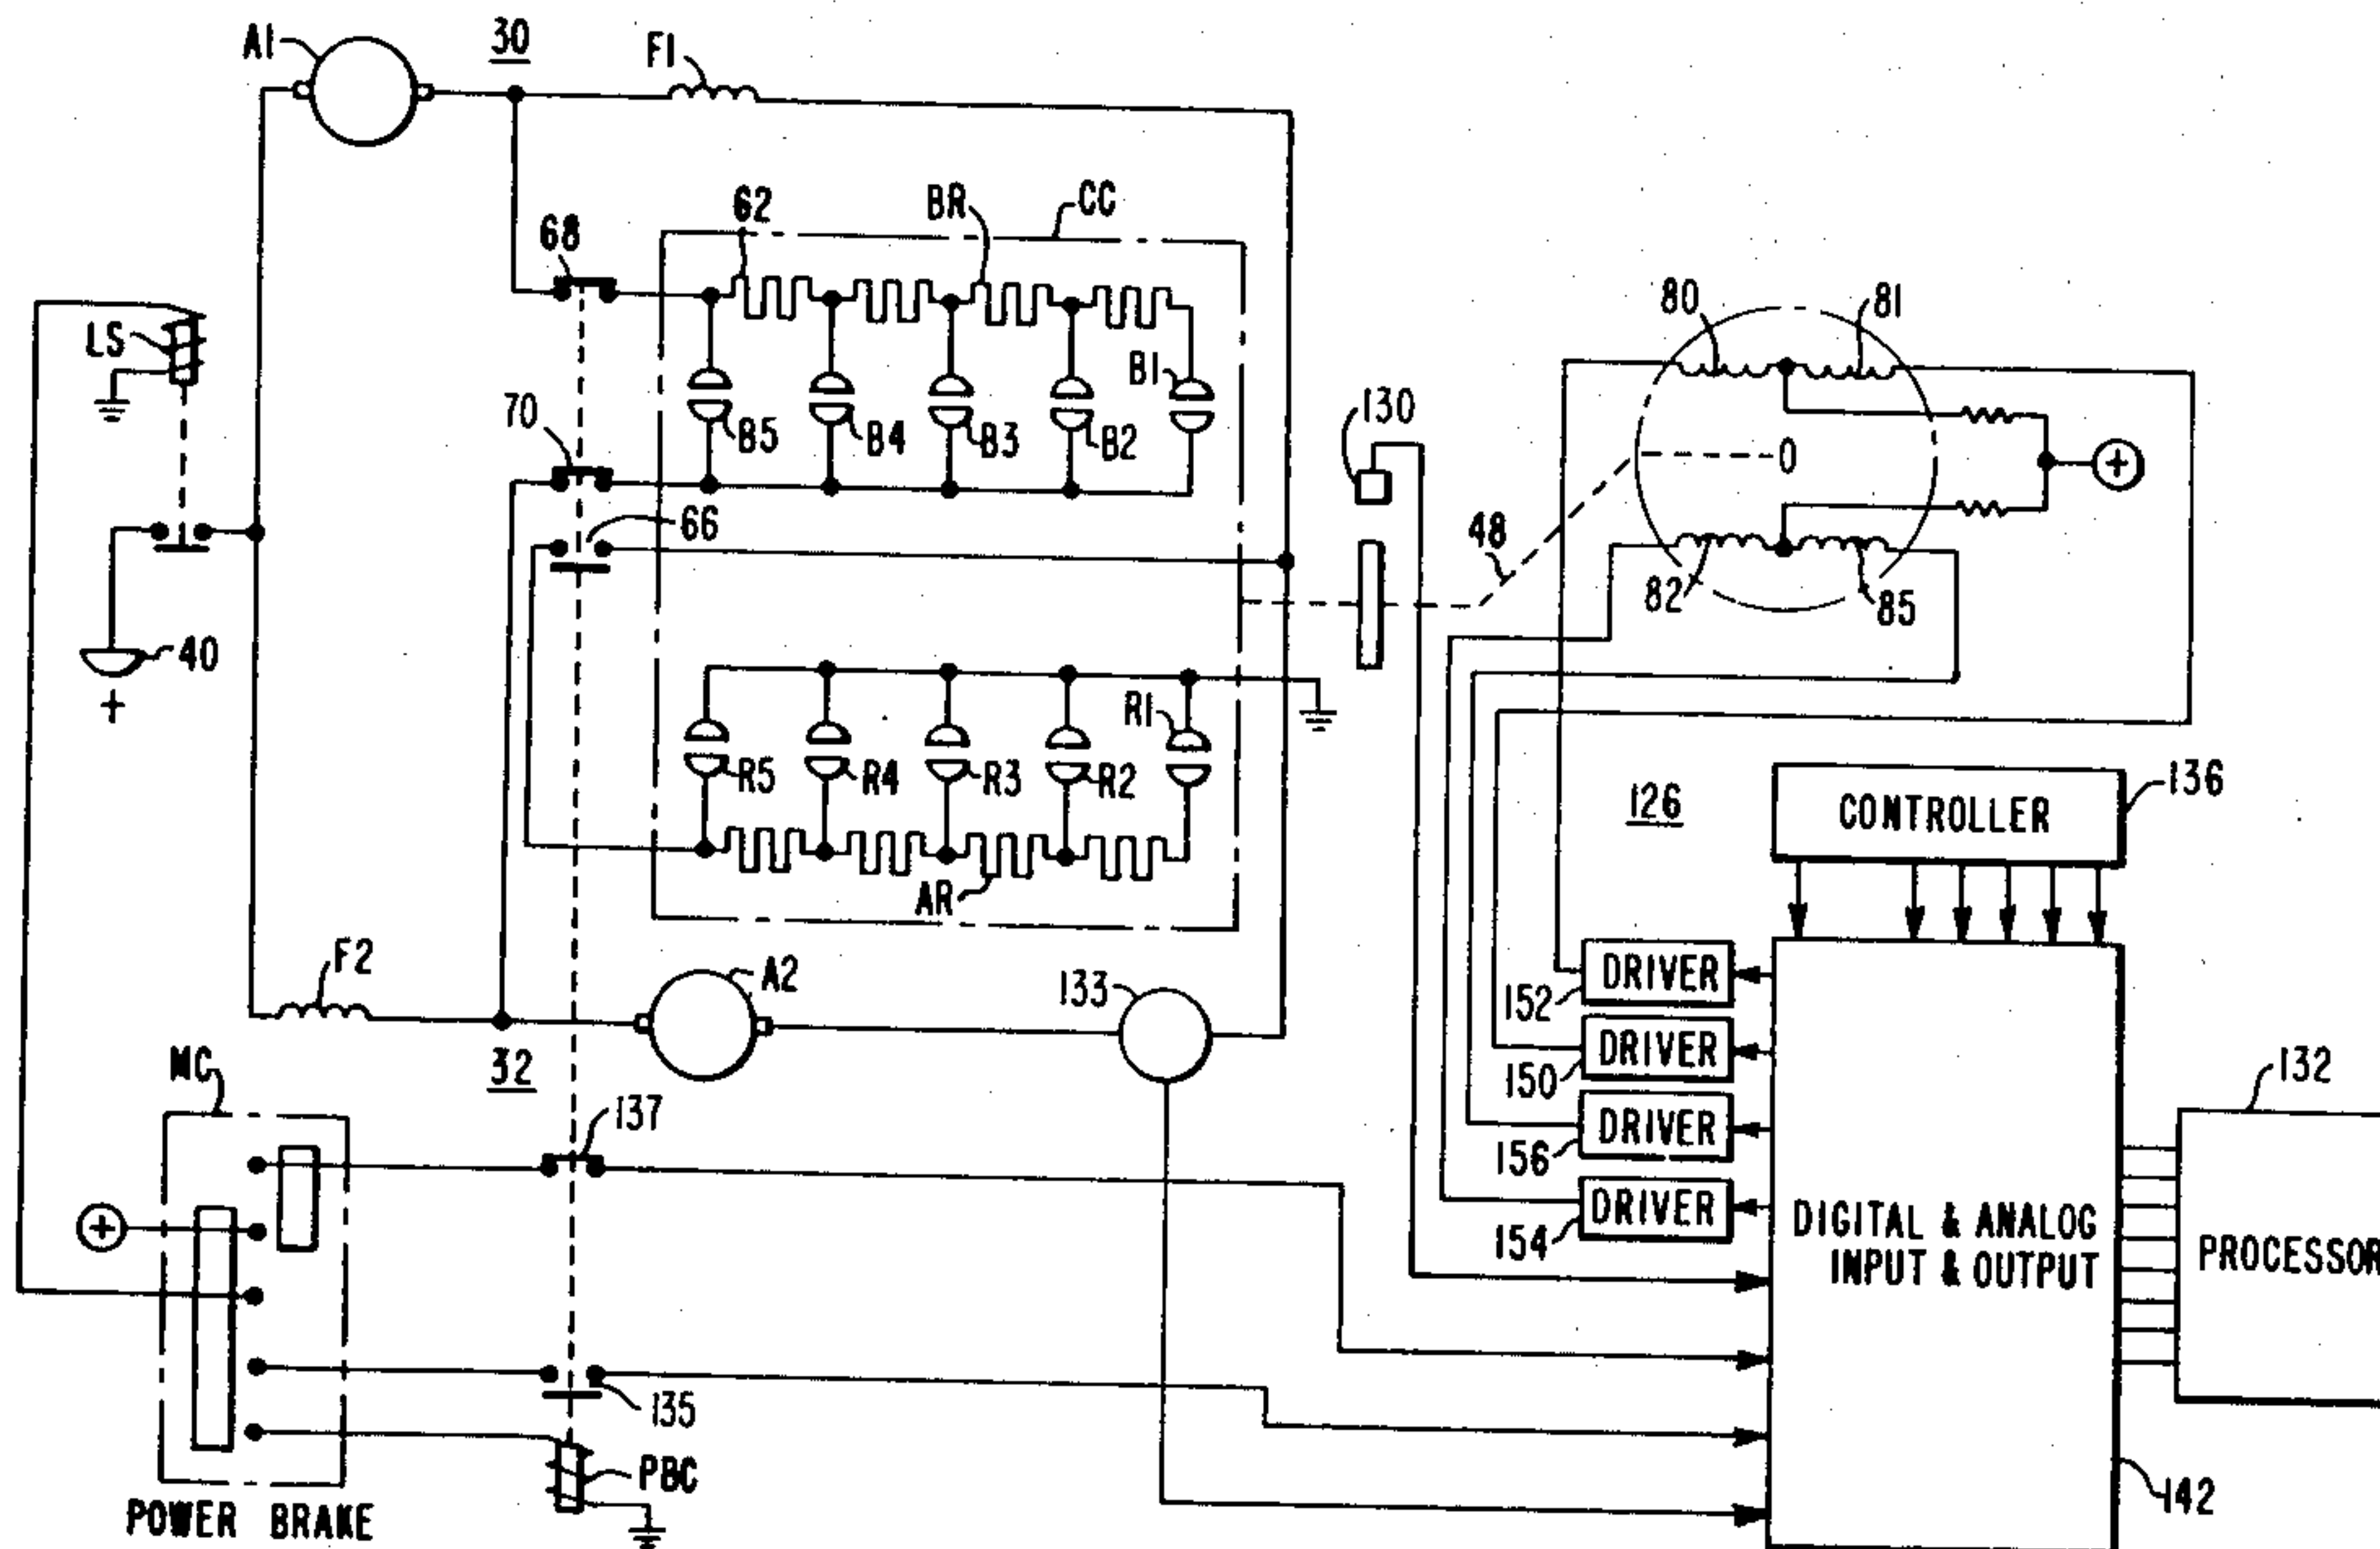 A1
30
F1
62
BR
CC
68
80
81
LS
B1
130
70
B5
B4
B3
B2
0
+
66
48
40
82
85
+
R1
R5
R4
R3
R2
136
126
CONTROLLER
AR
F2
A2
133
DRIVER
152
MC
32
DRIVER
150
132
137
DRIVER
156
+
DRIVER
154
DIGITAL & ANALOG
INPUT & OUTPUT
PROCESSOR
135
PBC
142
POWER BRAKE